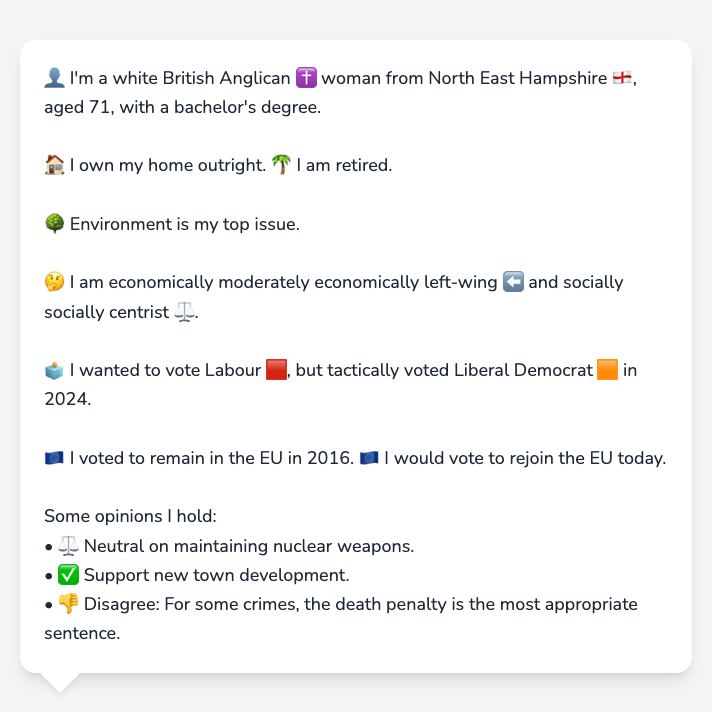 👤 I'm a white British Anglican ✝️ woman from North East Hampshire 🏴󠁧󠁢󠁥󠁮󠁧󠁿,
aged 71, with a bachelor's degree.
🏠 I own my home outright. 🌴 I am retired.
🌳 Environment is my top issue.
🤔 I am economically moderately economically left-wing ⬅️ and socially
socially centrist ⚖️.
🗳️ I wanted to vote Labour 🟥, but tactically voted Liberal Democrat 🟧 in
2024.
🇪🇺 I voted to remain in the EU in 2016. 🇪🇺 I would vote to rejoin the EU today.
Some opinions I hold:
• ⚖️ Neutral on maintaining nuclear weapons.
• ✅ Support new town development.
• 👎 Disagree: For some crimes, the death penalty is the most appropriate
sentence.